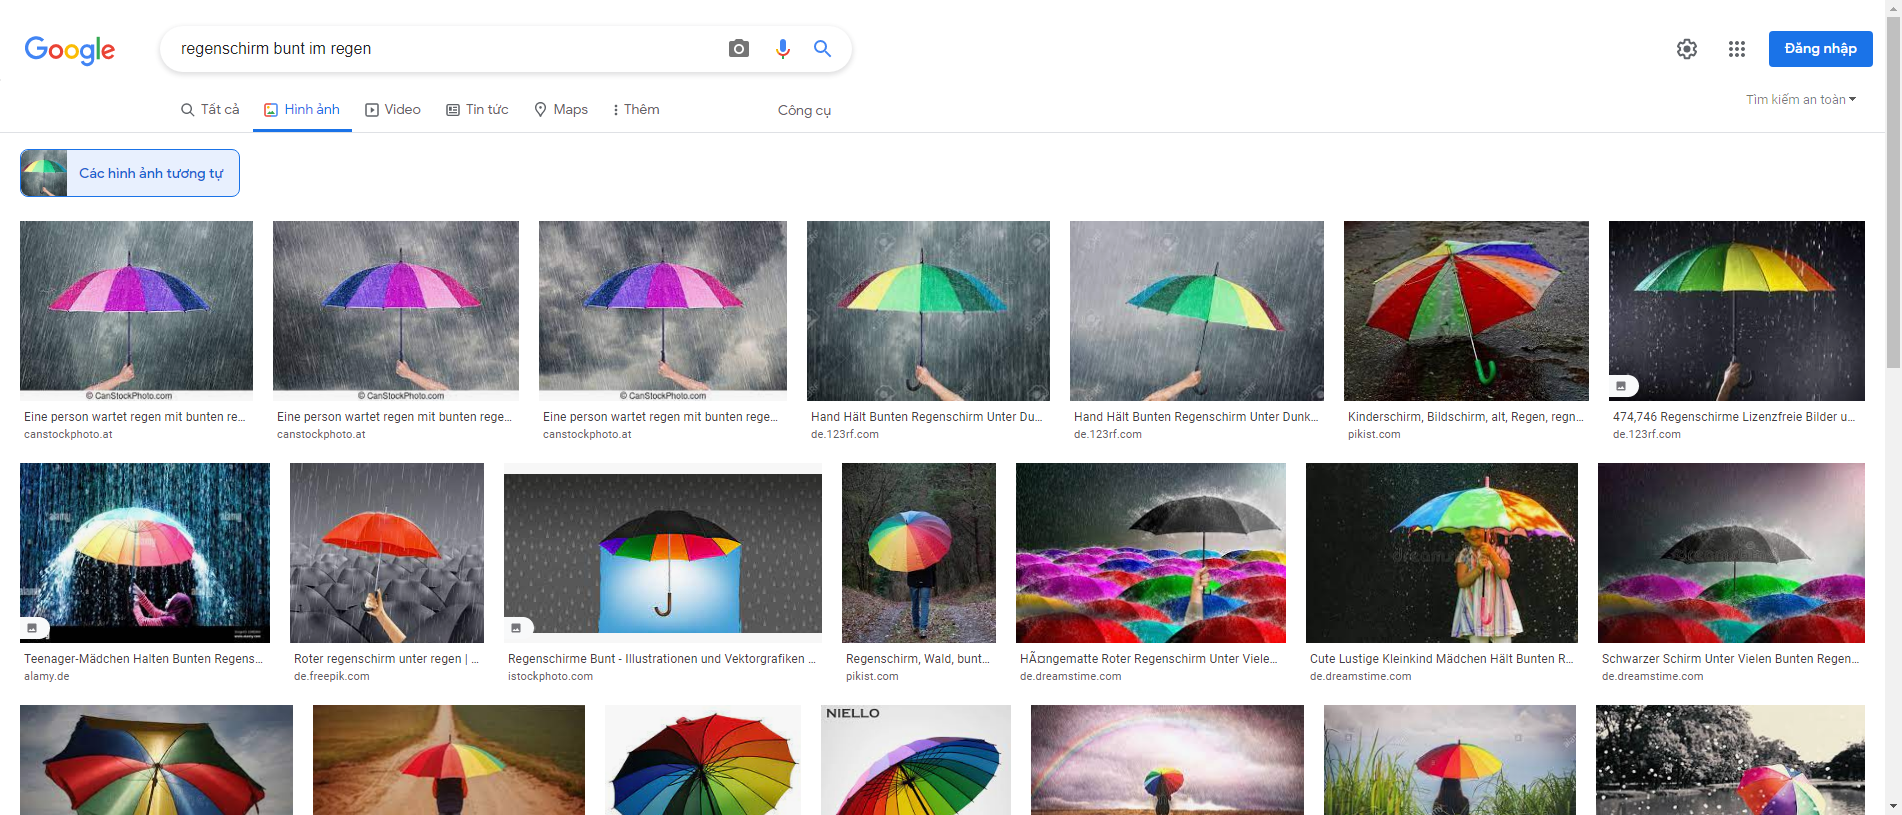 Google
regenschirm bunt im regen
Đăng nhập
Tất cả
Hình ảnh
Video
Tin tức
Maps
Thêm
Công cụ
Tìm kiếm an toàn
Các hình ảnh tương tự
© CanStockPhoto.com
© CanStockPhoto.com
© CanStockPhoto.com
Eine person wartet regen mit bunten re...
canstockphoto.at
Eine person wartet regen mit bunten rege...
canstockphoto.at
Eine person wartet regen mit bunten rege...
canstockphoto.at
Hand Hält Bunten Regenschirm Unter Du...
de.123rf.com
Hand Hält Bunten Regenschirm Unter Dunk...
de.123rf.com
Kinderschirm, Bildschirm, alt, Regen, regn...
pikist.com
474,746 Regenschirme Lizenzfreie Bilder u...
de.123rf.com
alamy
Teenager-Mädchen Halten Bunten Regens...
alamy.de
Roter regenschirm unter regen | ...
de.freepik.com
Regenschirme Bunt - Illustrationen und Vektorgrafiken ...
istockphoto.com
Regenschirm, Wald, bunt...
pikist.com
HÃ¤ngematte Roter Regenschirm Unter Viele...
de.dreamstime.com
Cute Lustige Kleinkind Mädchen Hält Bunten R...
de.dreamstime.com
Schwarzer Schirm Unter Vielen Bunten Regen...
de.dreamstime.com
NIELLO